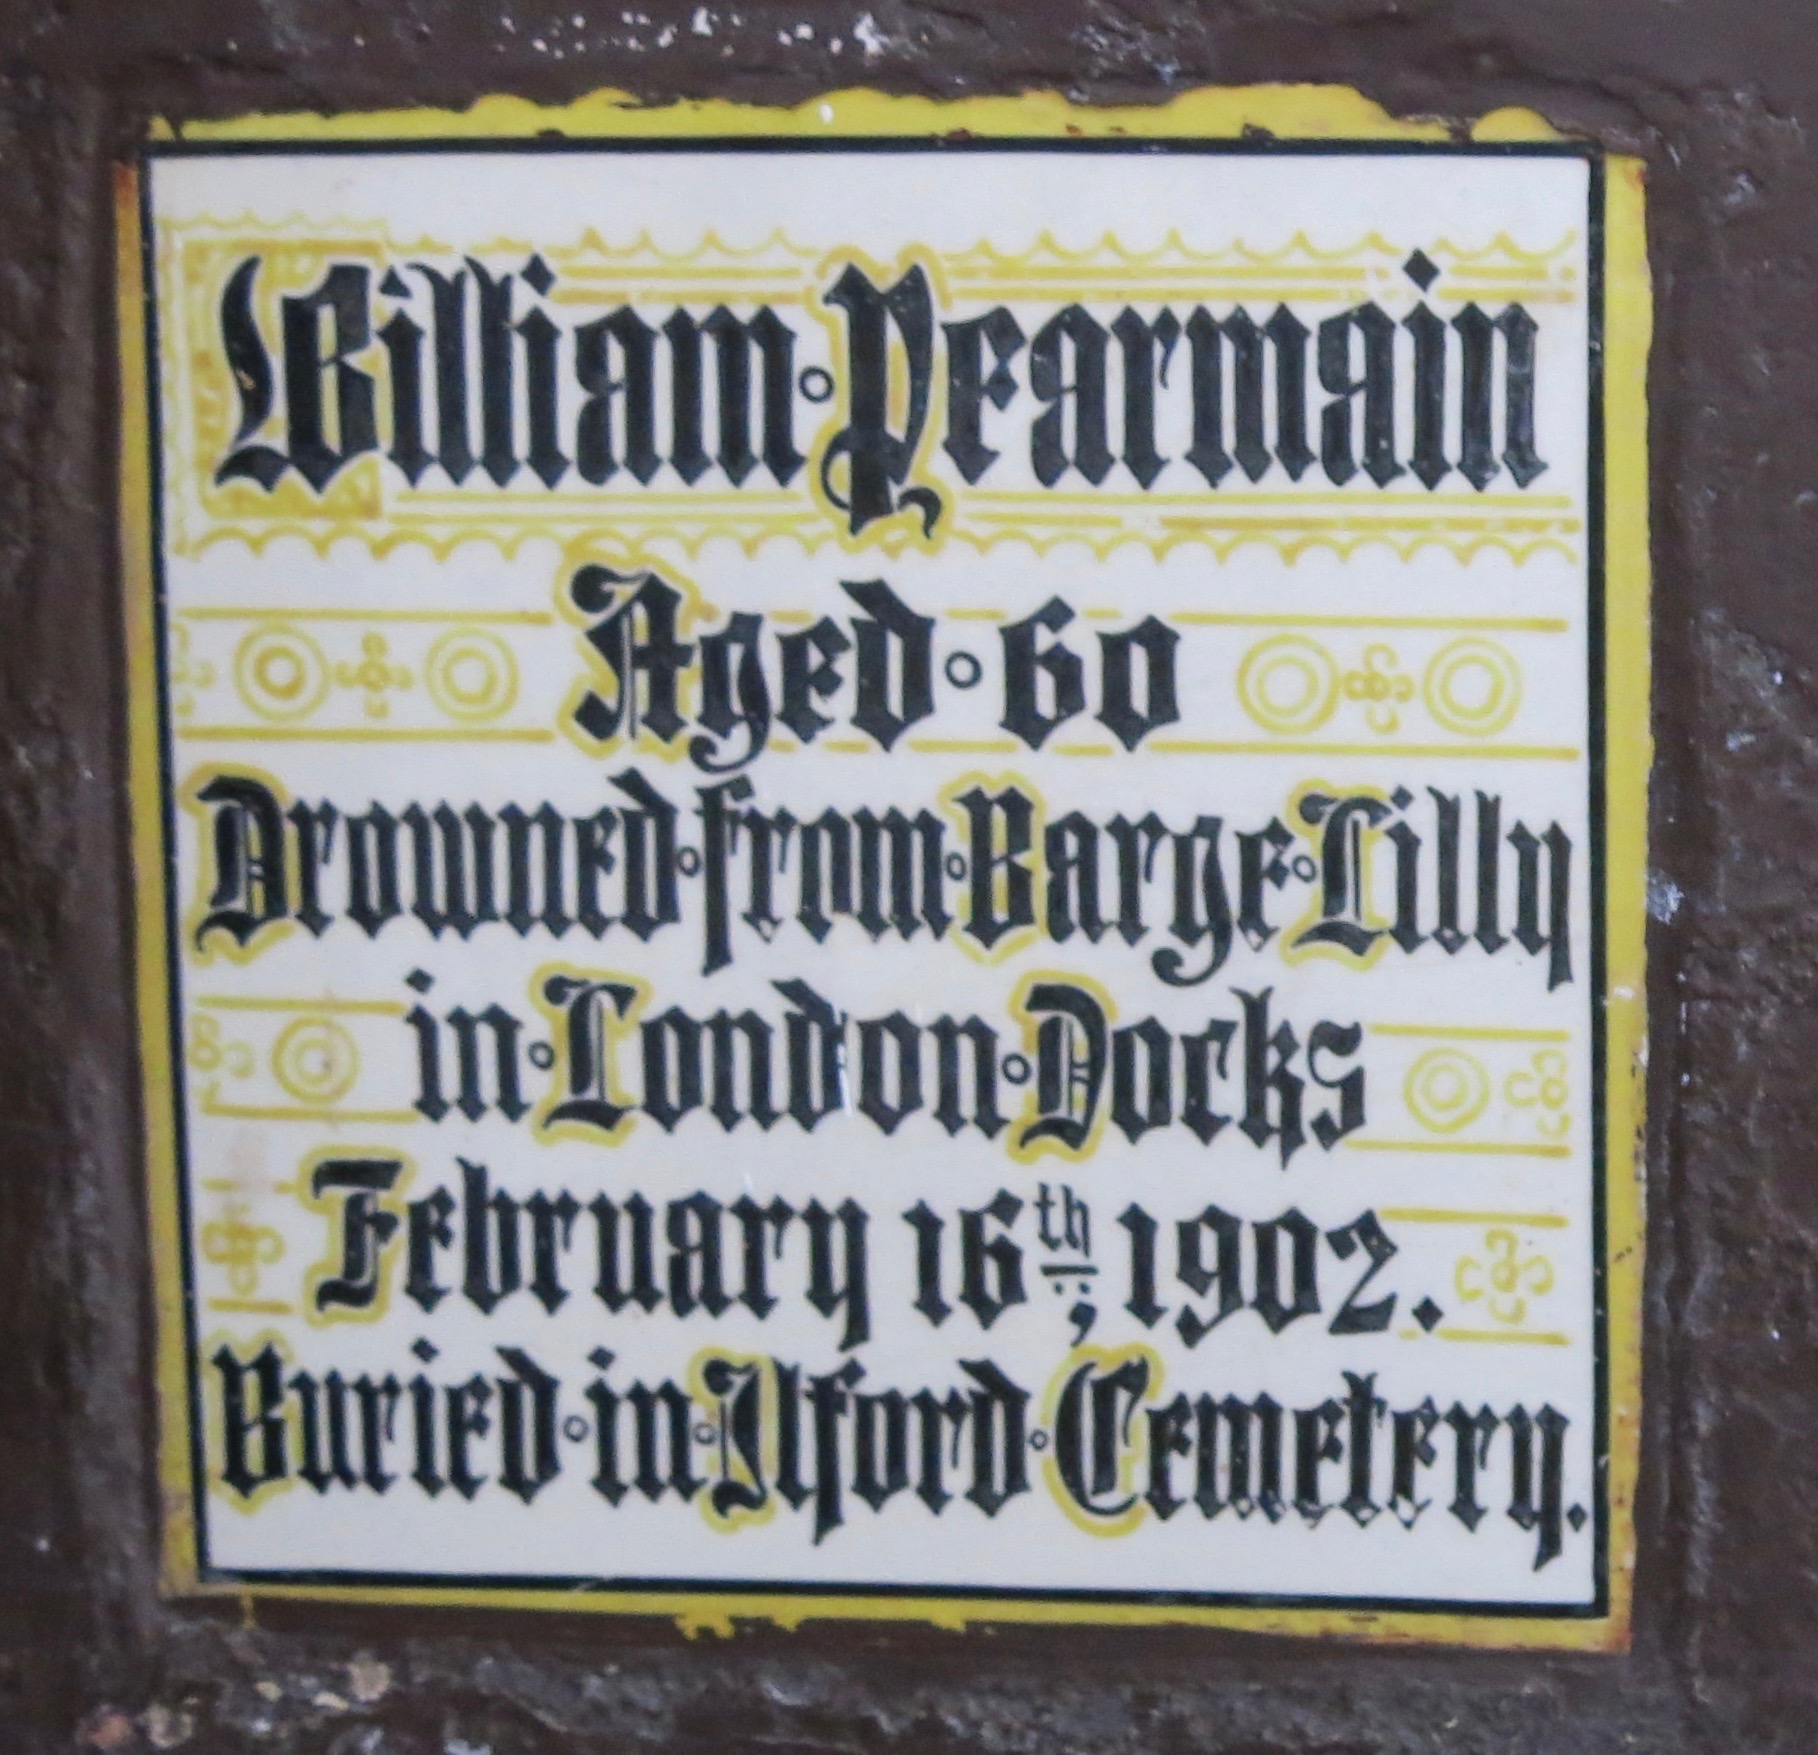 William · Pearmain
Aged · 60
Drowned · from · Barge · Lilly
in · London · Docks
February 16th, 1902.
Buried · in · Ilford · Cemetery.